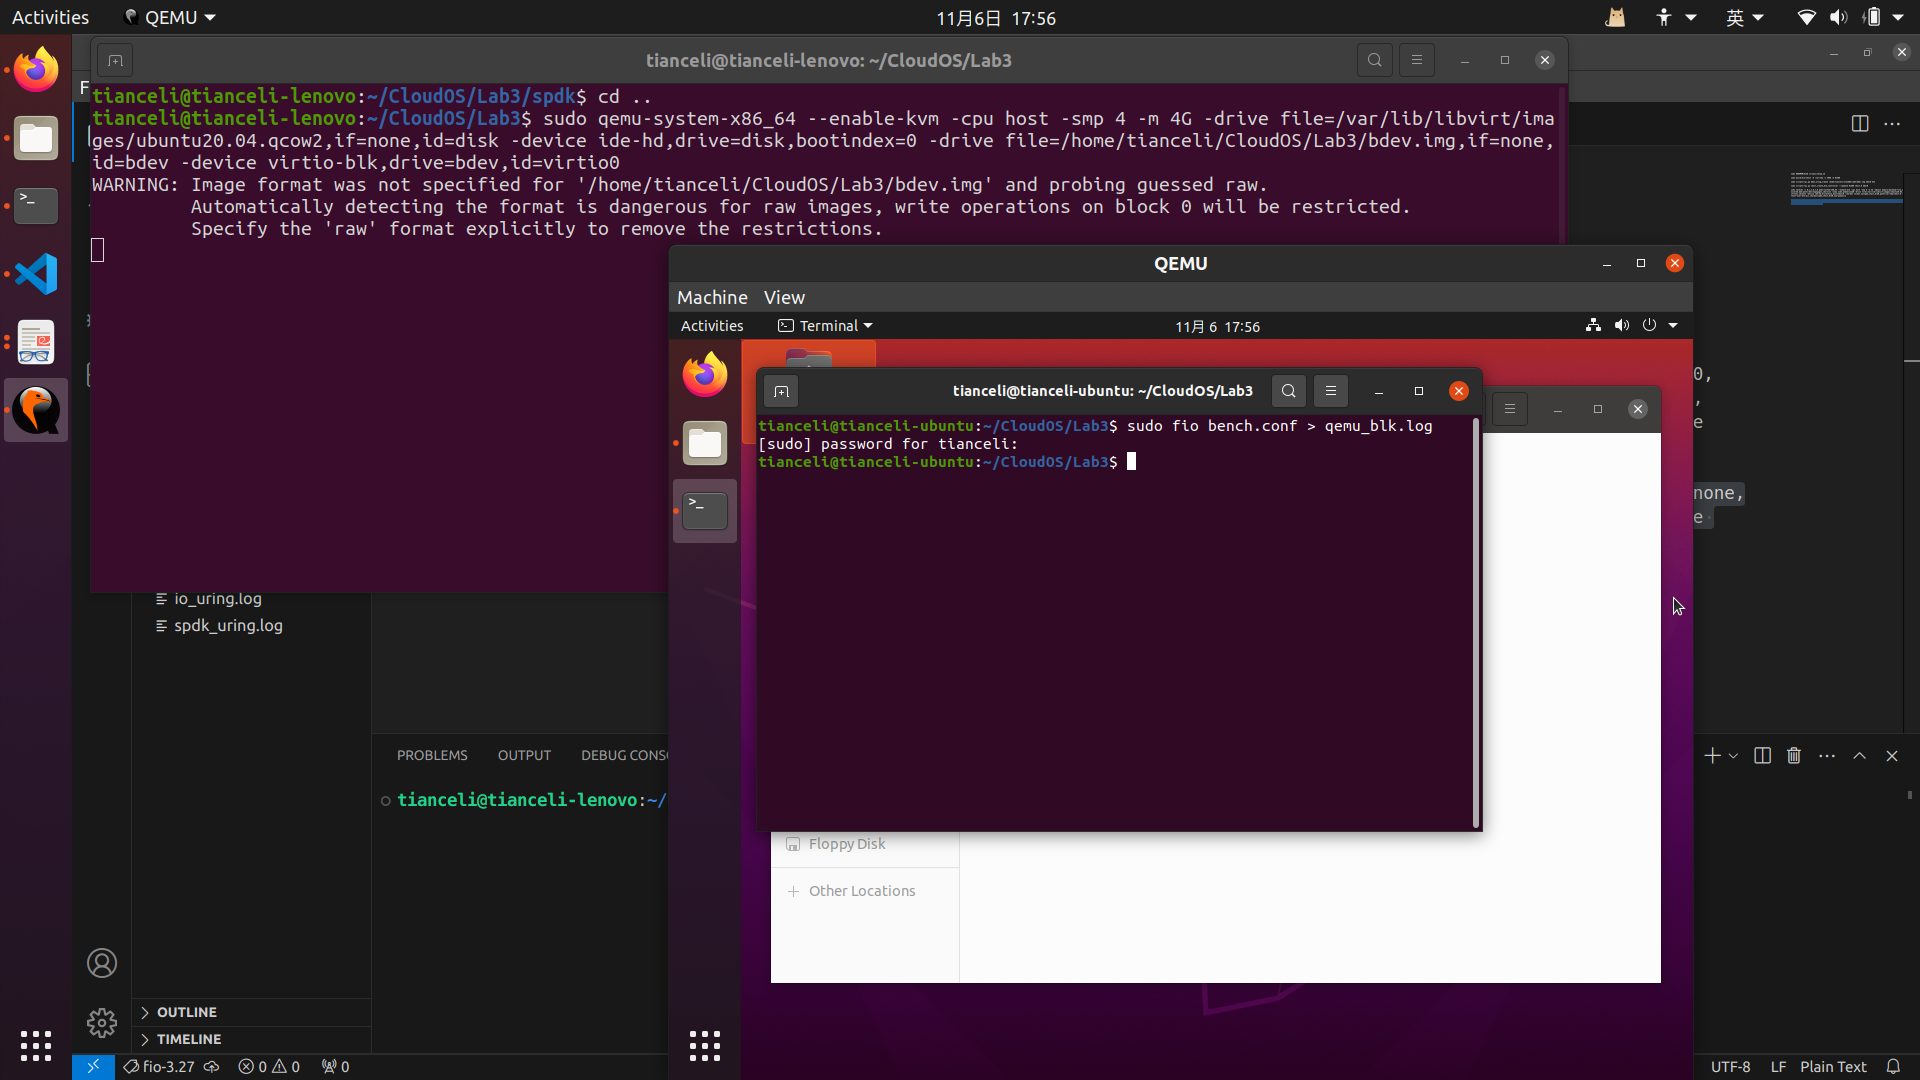 Activities
QEMU
11月6日 17:56
英
tianceli@tianceli-lenovo: ~/CloudOS/Lab3
F
tianceli@tianceli-lenovo:~/CloudOS/Lab3/spdk$ cd ..
tianceli@tianceli-lenovo:~/CloudOS/Lab3$ sudo qemu-system-x86_64 --enable-kvm -cpu host -smp 4 -m 4G -drive file=/var/lib/libvirt/ima
ges/ubuntu20.04.qcow2,if=none,id=disk -device ide-hd,drive=disk,bootindex=0 -drive file=/home/tianceli/CloudOS/Lab3/bdev.img,if=none,
id=bdev -device virtio-blk,drive=bdev,id=virtio0
WARNING: Image format was not specified for '/home/tianceli/CloudOS/Lab3/bdev.img' and probing guessed raw.
Automatically detecting the format is dangerous for raw images, write operations on block 0 will be restricted.
Specify the 'raw' format explicitly to remove the restrictions.
QEMU
Machine View
Activities
Terminal
11月 6 17:56
tianceli@tianceli-ubuntu: ~/CloudOS/Lab3
tianceli@tianceli-ubuntu:~/CloudOS/Lab3$ sudo fio bench.conf > qemu_blk.log
[sudo] password for tianceli:
tianceli@tianceli-ubuntu:~/CloudOS/Lab3$
0,
,
e
none,
e
io_uring.log
spdk_uring.log
PROBLEMS OUTPUT DEBUG CONS
tianceli@tianceli-lenovo:~/
Floppy Disk
Other Locations
OUTLINE
TIMELINE
fio-3.27
0 0
0
UTF-8 LF Plain Text